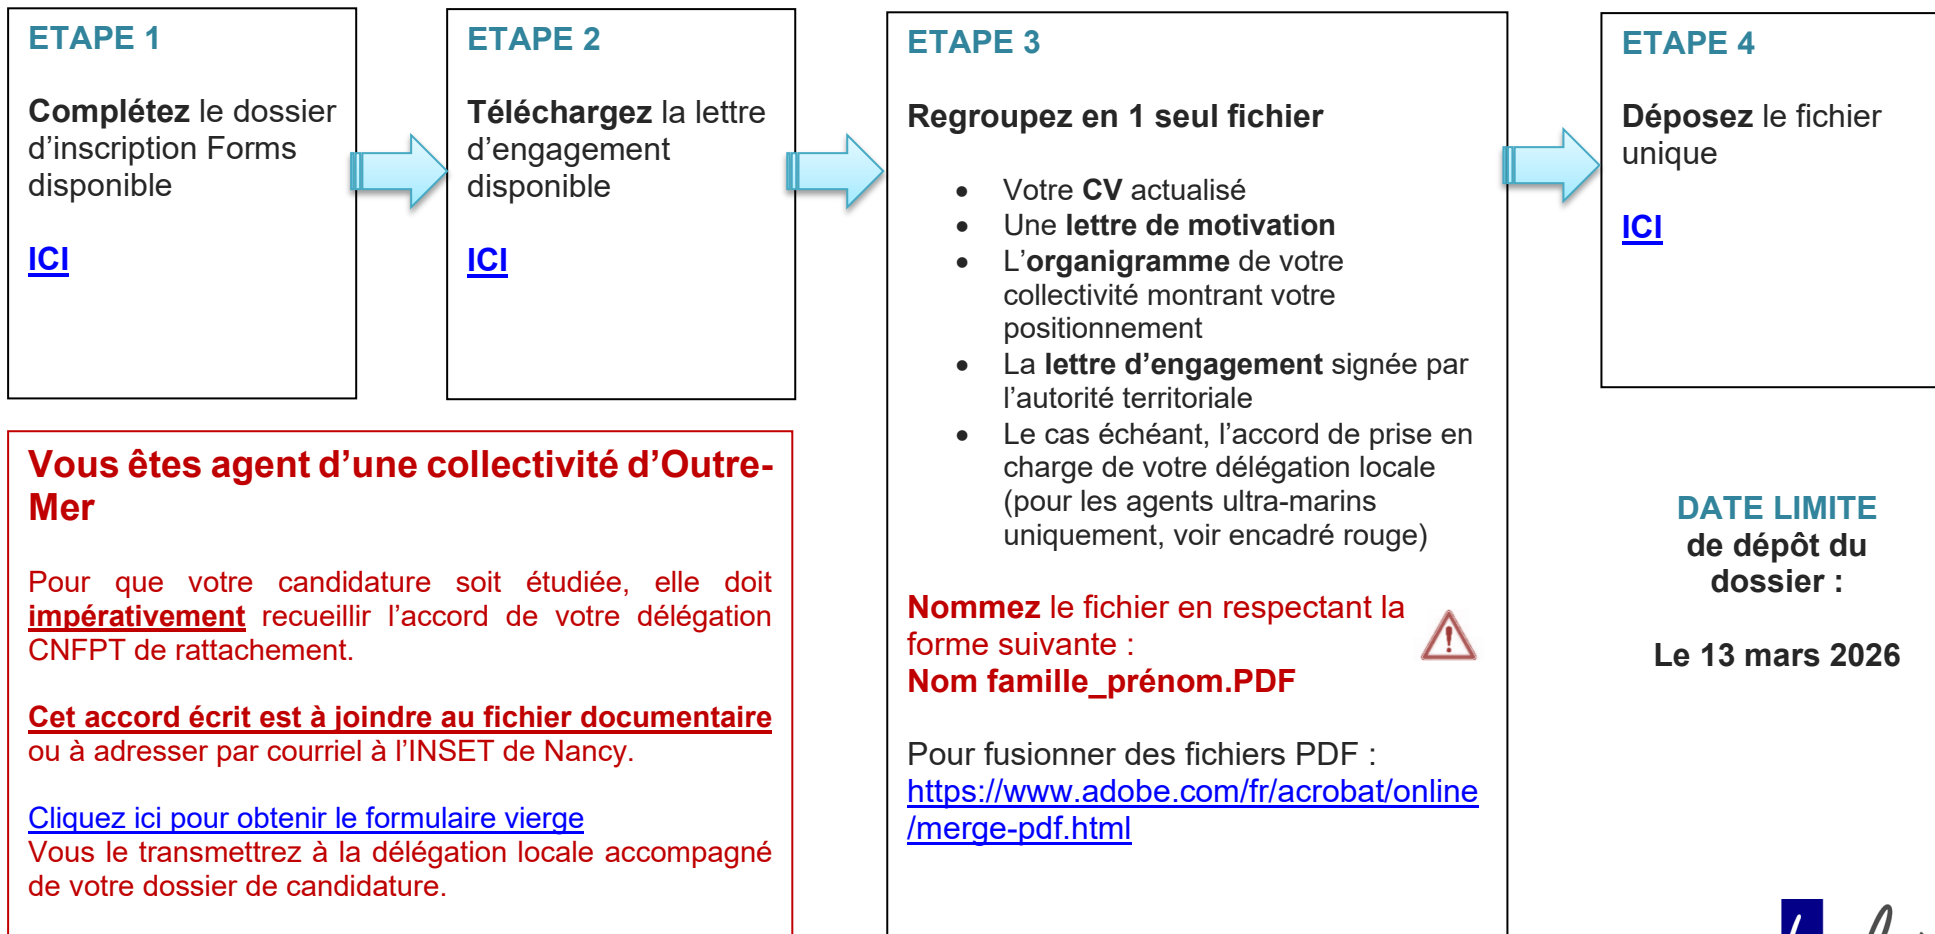 ETAPE 1
Complétez le dossier
d’inscription Forms
disponible
ICI
ETAPE 2
Téléchargez la lettre
d’engagement
disponible
ICI
ETAPE 3
Regroupez en 1 seul fichier
• Votre CV actualisé
• Une lettre de motivation
• L’organigramme de votre
collectivité montrant votre
positionnement
• La lettre d’engagement signée par
l’autorité territoriale
• Le cas échéant, l’accord de prise en
charge de votre délégation locale
(pour les agents ultra-marins
uniquement, voir encadré rouge)
Nommez le fichier en respectant la
forme suivante :
Nom famille_prénom.PDF
Pour fusionner des fichiers PDF :
https://www.adobe.com/fr/acrobat/online
/merge-pdf.html
ETAPE 4
Déposez le fichier
unique
ICI
Vous êtes agent d’une collectivité d’Outre-
Mer
Pour que votre candidature soit étudiée, elle doit
impérativement recueillir l’accord de votre délégation
CNFPT de rattachement.
Cet accord écrit est à joindre au fichier documentaire
ou à adresser par courriel à l’INSET de Nancy.
Cliquez ici pour obtenir le formulaire vierge
Vous le transmettrez à la délégation locale accompagné
de votre dossier de candidature.
DATE LIMITE
de dépôt du
dossier :
Le 13 mars 2026